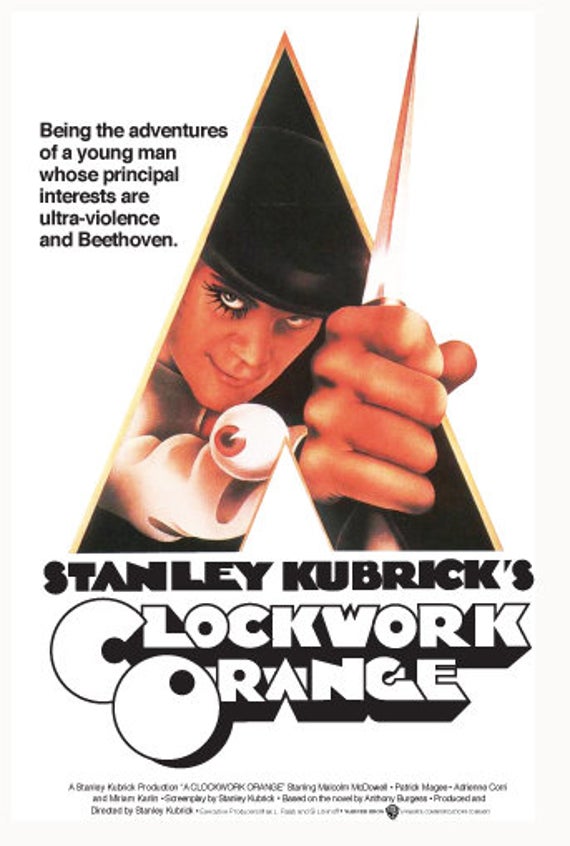 Being the adventures
of a young man
whose principal
interests are
ultra-violence
and Beethoven.
STANLEY KUBRICK'S
CLOCKWORK
ORANGE
A Stanley Kubrick Production "A CLOCKWORK ORANGE" Starring Malcolm McDowell • Patrick Magee • Adrienne Corri
and Miriam Karlin • Screenplay by Stanley Kubrick • Based on the novel by Anthony Burgess • Produced and
Directed by Stanley Kubrick • Executive Producers